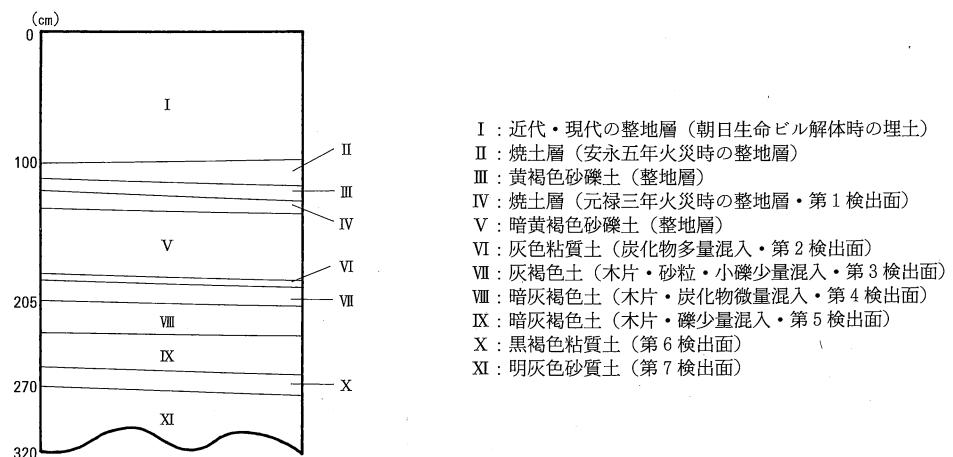 (cm)
0
100
205
270
320
Ⅰ
Ⅱ
Ⅲ
Ⅳ
Ⅴ
Ⅵ
Ⅶ
Ⅷ
Ⅸ
Ⅹ
Ⅺ
Ⅰ：近代・現代の整地層（朝日生命ビル解体時の埋土）
Ⅱ：焼土層（安永五年火災時の整地層）
Ⅲ：黄褐色砂礫土（整地層）
Ⅳ：焼土層（元禄三年火災時の整地層・第1検出面）
Ⅴ：暗黄褐色砂礫土（整地層）
Ⅵ：灰色粘質土（炭化物多量混入・第2検出面）
Ⅶ：灰褐色土（木片・砂粒・小礫少量混入・第3検出面）
Ⅷ：暗灰褐色土（木片・炭化物微量混入・第4検出面）
Ⅸ：暗灰褐色土（木片・礫少量混入・第5検出面）
Ⅹ：黒褐色粘質土（第6検出面）
Ⅺ：明灰色砂質土（第7検出面）